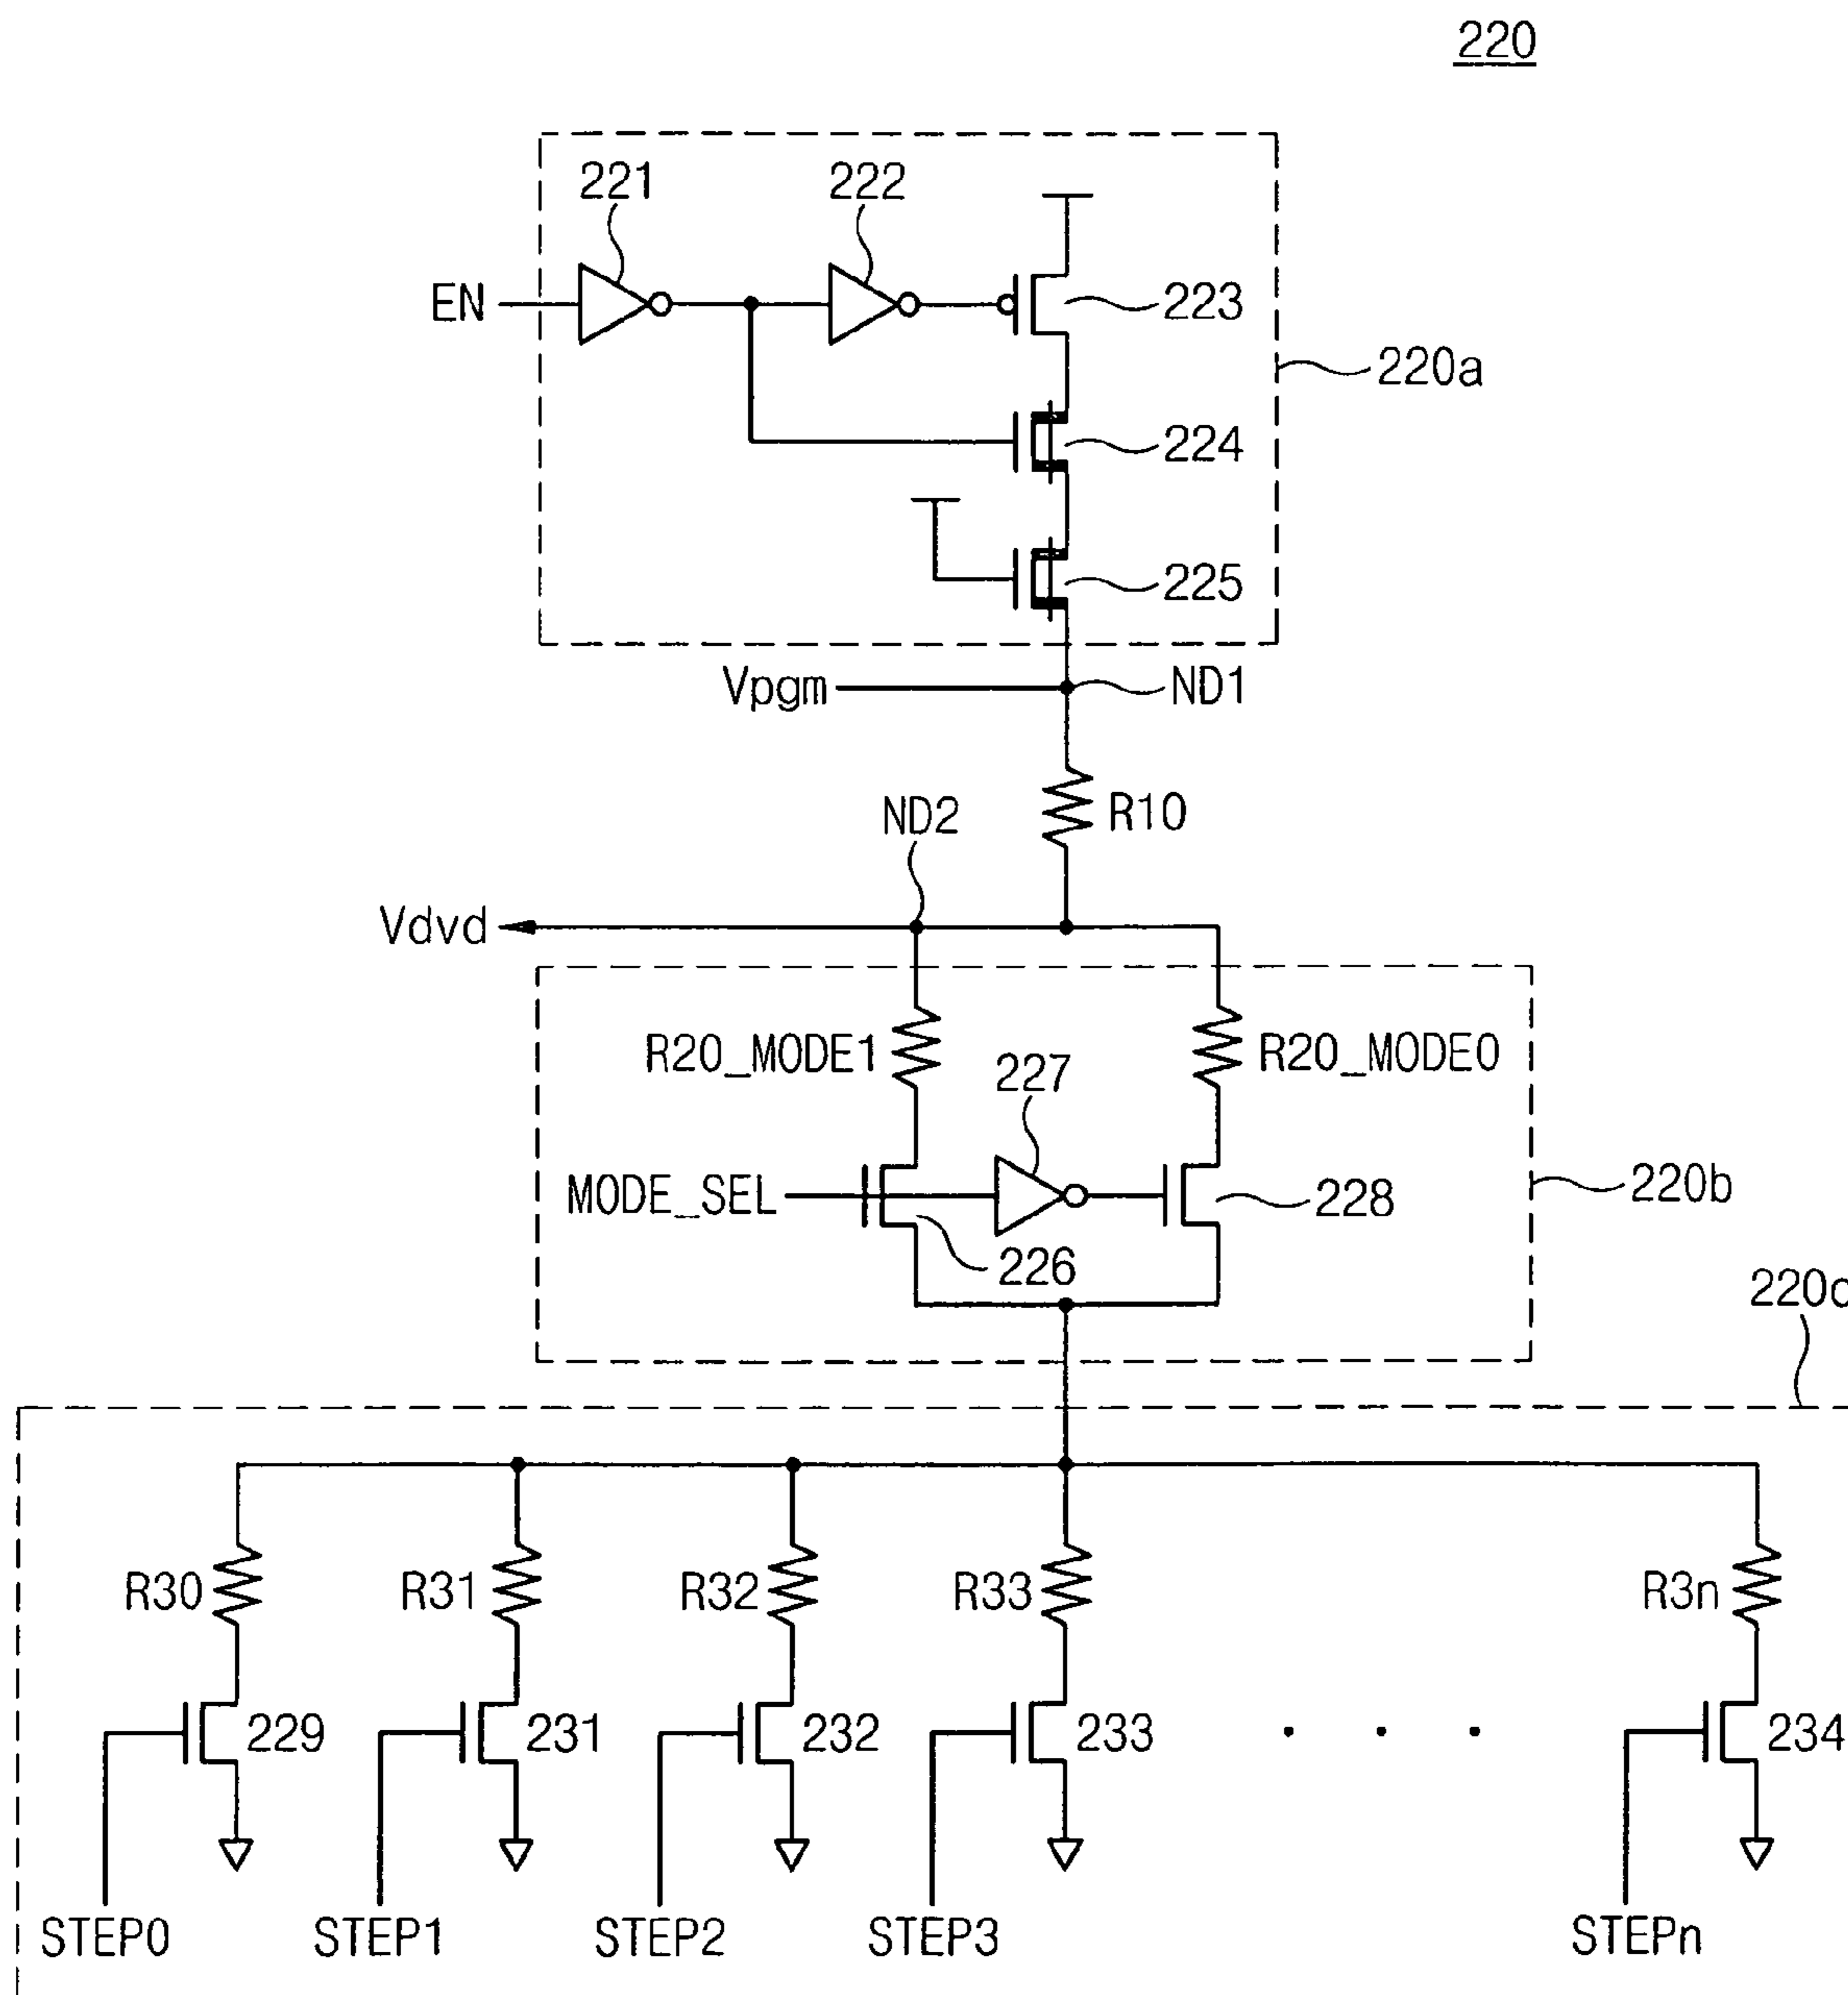 220
221
222
EN
223
220a
224
225
Vpgm
ND1
ND2
R10
Vdvd
R20_MODE1
227
R20_MODE0
MODE_SEL
228
220b
226
R30
R31
R32
R33
R3n
229
231
232
233
. . .
234
STEP0
STEP1
STEP2
STEP3
STEPn